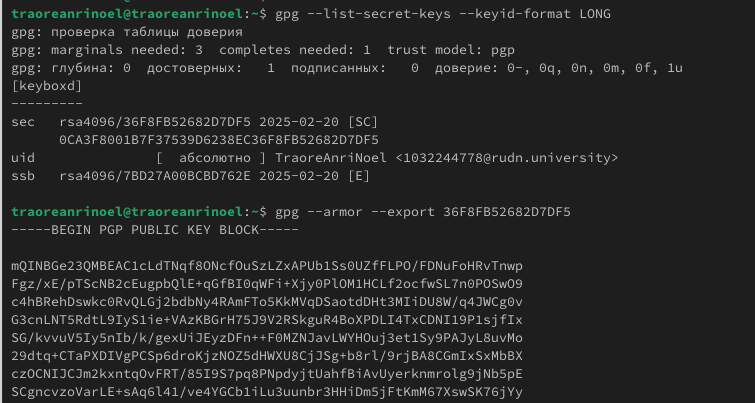 traoreanrinoel@traoreanrinoel:~$ gpg --list-secret-keys --keyid-format LONG
gpg: проверка таблицы доверия
gpg: marginals needed: 3  completes needed: 1  trust model: pgp
gpg: глубина: 0  достоверных:   1  подписанных:   0  доверие: 0-, 0q, 0n, 0m, 0f, 1u
[keyboxd]
---------
sec   rsa4096/36F8FB52682D7DF5 2025-02-20 [SC]
      0CA3F8001B7F37539D6238EC36F8FB52682D7DF5
uid              [  абсолютно ] TraoreAnriNoel <1032244778@rudn.university>
ssb   rsa4096/7BD27A00BCBD762E 2025-02-20 [E]
traoreanrinoel@traoreanrinoel:~$ gpg --armor --export 36F8FB52682D7DF5
-----BEGIN PGP PUBLIC KEY BLOCK-----
mQINBGe23QMBEAC1cLdTNqf8ONcfOuSzLZxAPUb1Ss0UZfFLPO/FDNuFoHRvTnwp
Fgz/xE/pTScNB2cEugpbQlE+qGfBI0qWFi+Xjy0PlOM1HCLf2ocfwSL7n0POSwO9
c4hBRehDswkc0RvQLGj2bdbNy4RAmFTo5KkMVqDSaotdDHt3MIiDU8W/q4JWCg0v
G3cnLNT5RdtL9IyS1ie+VAzKBGrH75J9V2RSkguR4BoXPDLI4TxCDNI19P1sjfIx
SG/kvvuV5Iy5nIb/k/gexUiJEyzDFn++F0MZNJavLWYHOuj3et1Sy9PAJyL8uvMo
29dtq+CTaPXDIVgPCSp6droKjzNOZ5dHWXU8CjJSg+b8rl/9rjBA8CGmIxSxMbBX
czOCNIJCJm2kxntqOvFRT/85I9S7pq8PNpdyjtUahfBiAvUyerknmrolg9jNb5pE
SCgncvzoVarLE+sAq6l41/ve4YGCb1iLu3uunbr3HHiDm5jFtKmM67XswSK76jYy